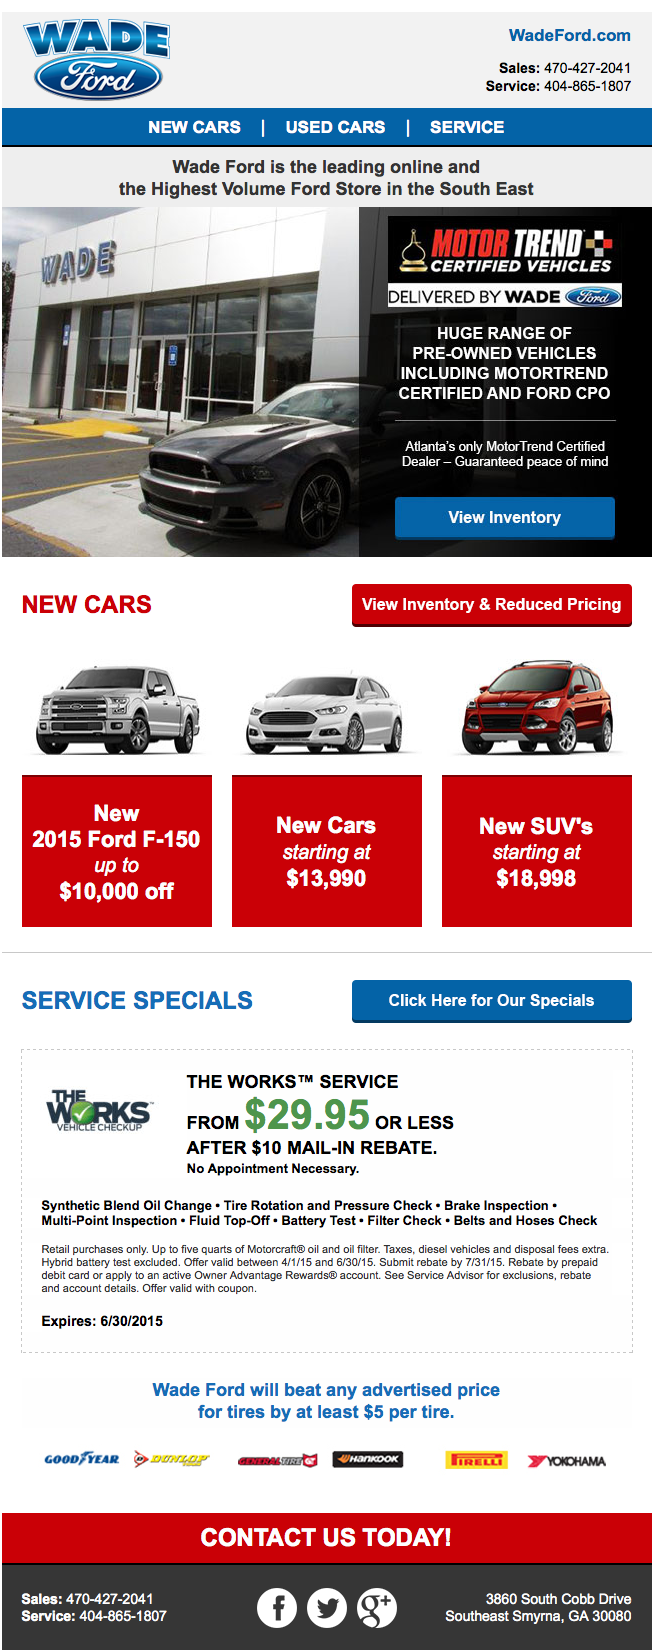 WADE
Ford
WadeFord.com
Sales: 470-427-2041
Service: 404-865-1807
NEW CARS | USED CARS | SERVICE
Wade Ford is the leading online and
the Highest Volume Ford Store in the South East
WADE
MOTOR TREND
CERTIFIED VEHICLES
DELIVERED BY WADE Ford
HUGE RANGE OF
PRE-OWNED VEHICLES
INCLUDING MOTORTREND
CERTIFIED AND FORD CPO
Atlanta's only MotorTrend Certified
Dealer – Guaranteed peace of mind
View Inventory
NEW CARS
View Inventory & Reduced Pricing
New
2015 Ford F-150
up to
$10,000 off
New Cars
starting at
$13,990
New SUV's
starting at
$18,998
SERVICE SPECIALS
Click Here for Our Specials
THE
WORKS™
VEHICLE CHECKUP
THE WORKS™ SERVICE
FROM $29.95 OR LESS
AFTER $10 MAIL-IN REBATE.
No Appointment Necessary.
Synthetic Blend Oil Change • Tire Rotation and Pressure Check • Brake Inspection •
Multi-Point Inspection • Fluid Top-Off • Battery Test • Filter Check • Belts and Hoses Check
Retail purchases only. Up to five quarts of Motorcraft® oil and oil filter. Taxes, diesel vehicles and disposal fees extra.
Hybrid battery test excluded. Offer valid between 4/1/15 and 6/30/15. Submit rebate by 7/31/15. Rebate by prepaid
debit card or apply to an active Owner Advantage Rewards® account. See Service Advisor for exclusions, rebate
and account details. Offer valid with coupon.
Expires: 6/30/2015
Wade Ford will beat any advertised price
for tires by at least $5 per tire.
GOODYEAR DUNLOP GENERAL TIRE HANKOOK PIRELLI YOKOHAMA
CONTACT US TODAY!
Sales: 470-427-2041
Service: 404-865-1807
f g+
3860 South Cobb Drive
Southeast Smyrna, GA 30080